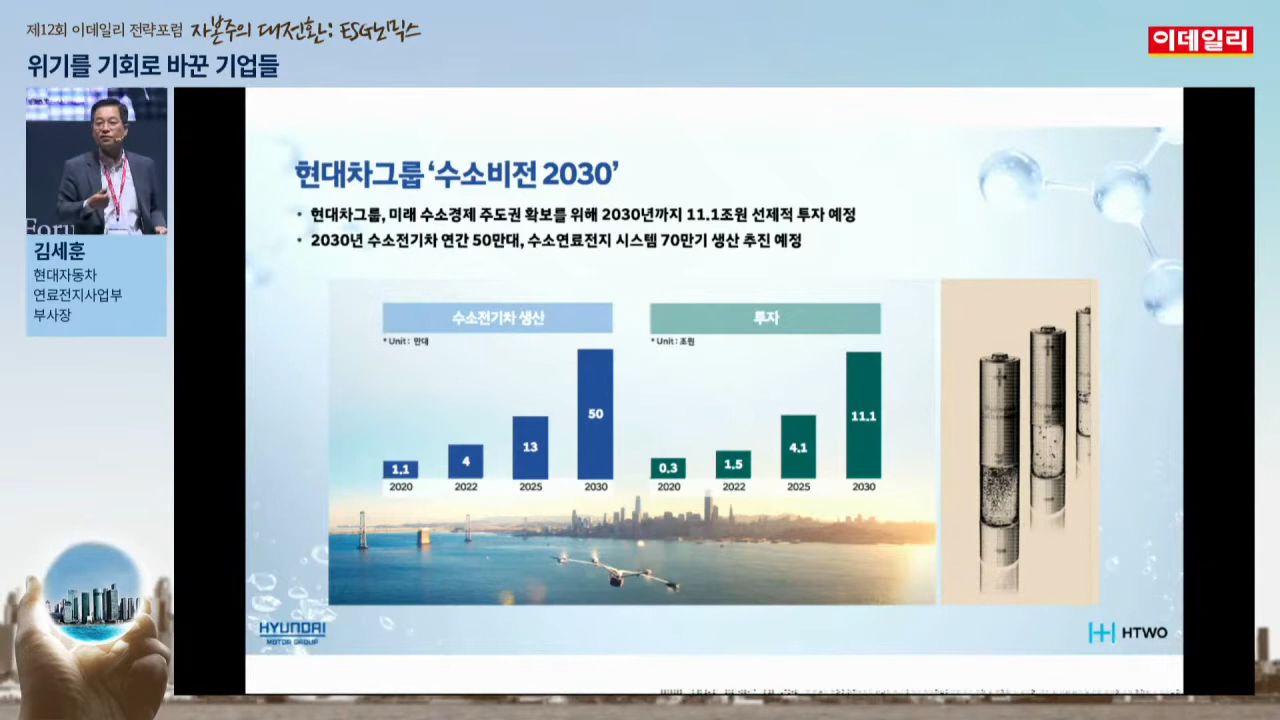 제12회 이데일리 전략포럼 자본주의 대전환: ESG노믹스
이데일리
위기를 기회로 바꾼 기업들
Forum
김세훈
현대자동차
연료전지사업부
부사장
현대차그룹 ‘수소비전 2030’
• 현대차그룹, 미래 수소경제 주도권 확보를 위해 2030년까지 11.1조원 선제적 투자 예정
• 2030년 수소전기차 연간 50만대, 수소연료전지 시스템 70만기 생산 추진 예정
수소전기차 생산
* Unit : 만대
1.1 4 13 50
2020 2022 2025 2030
투자
* Unit : 조원
0.3 1.5 4.1 11.1
2020 2022 2025 2030
HYUNDAI
MOTOR GROUP
HTWO